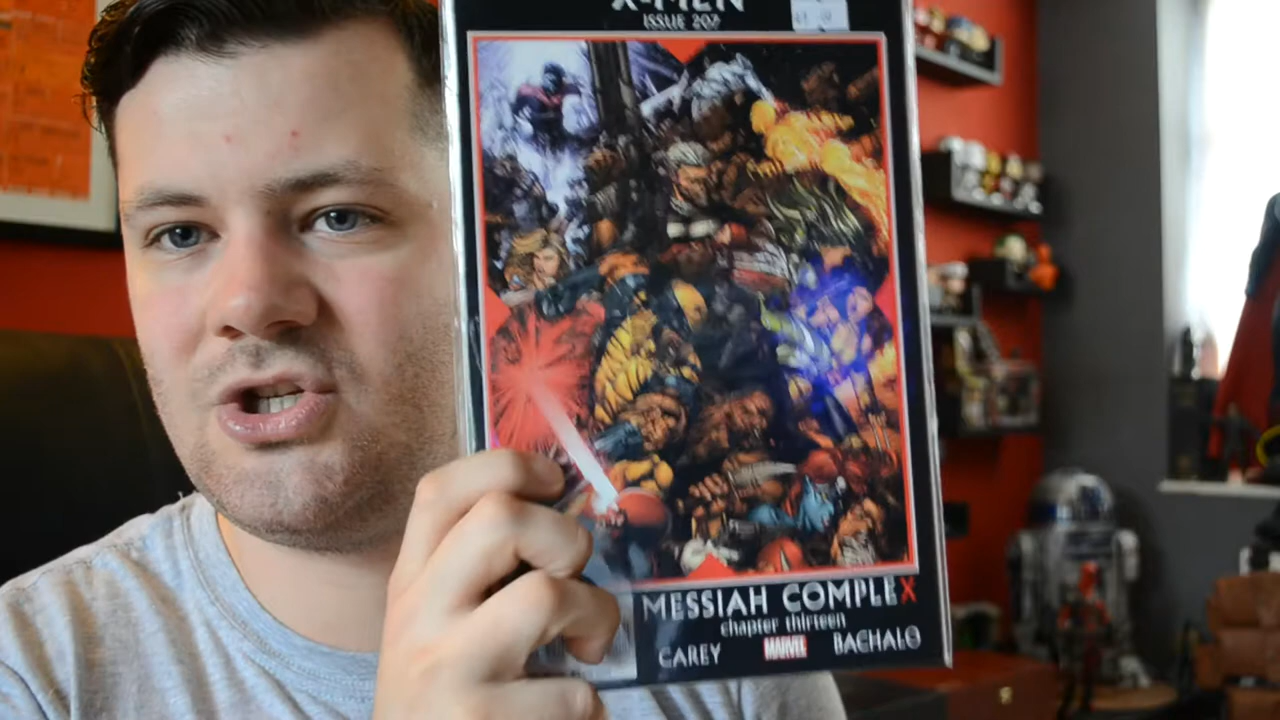 X-MEN
ISSUE 207
MESSIAH COMPLEX
chapter thirteen
CAREY MARVEL BACHALO